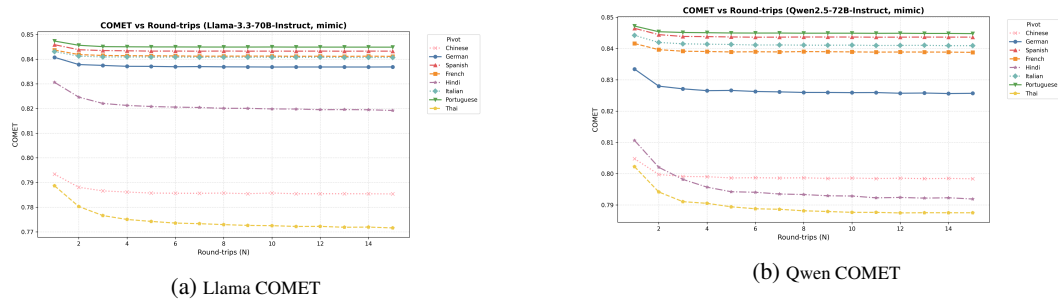 COMET vs Round-trips (Llama-3.3-70B-Instruct, mimic)
0.85
0.84
0.83
0.82
0.81
0.80
0.79
0.78
0.77
COMET
2 4 6 8 10 12 14
Round-trips (N)
Pivot
Chinese
German
Spanish
French
Hindi
Italian
Portuguese
Thai
(a) Llama COMET
COMET vs Round-trips (Qwen2.5-72B-Instruct, mimic)
0.85
0.84
0.83
0.82
0.81
0.80
0.79
COMET
2 4 6 8 10 12 14
Round-trips (N)
Pivot
Chinese
German
Spanish
French
Hindi
Italian
Portuguese
Thai
(b) Qwen COMET